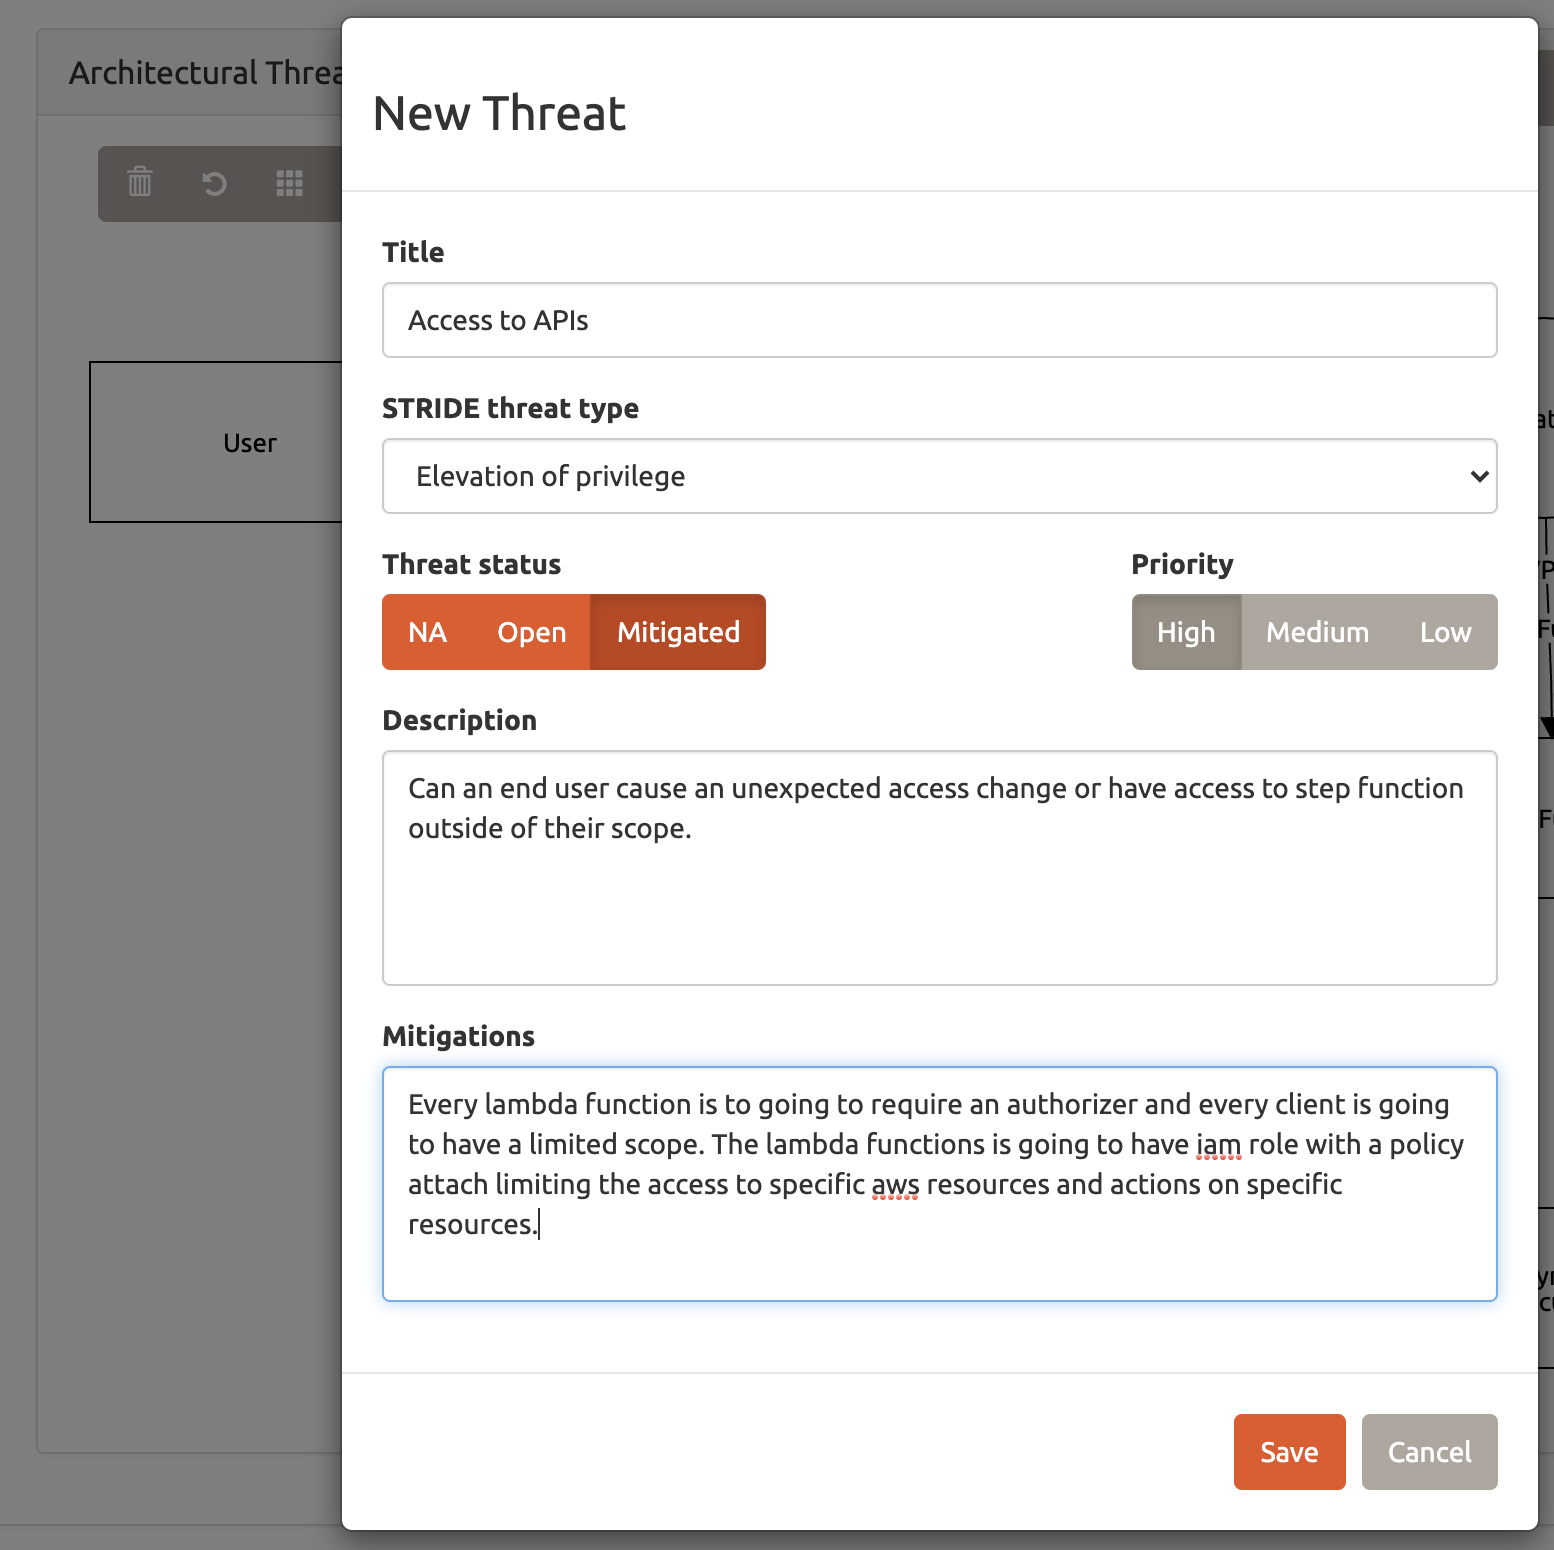 Architectural Threa
New Threat
Title
Access to APIs
STRIDE threat type
Elevation of privilege
Threat status
Priority
NA Open Mitigated
High Medium Low
Description
Can an end user cause an unexpected access change or have access to step function
outside of their scope.
Mitigations
Every lambda function is to going to require an authorizer and every client is going
to have a limited scope. The lambda functions is going to have iam role with a policy
attach limiting the access to specific aws resources and actions on specific
resources.
Save Cancel
User